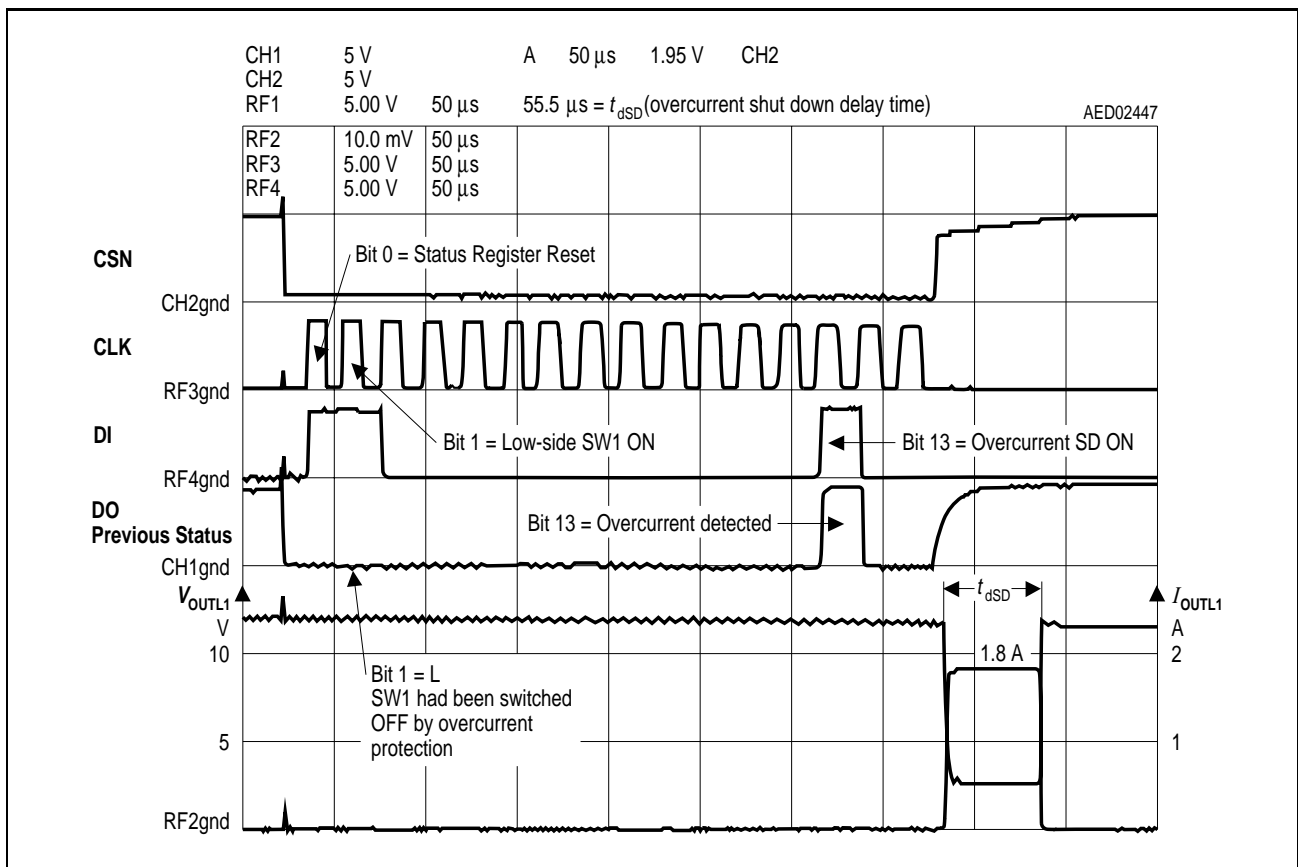 CH1 5 V A 50 μs 1.95 V CH2
CH2 5 V
RF1 5.00 V 50 μs 55.5 μs = tdSD (overcurrent shut down delay time)
AED02447
RF2 10.0 mV 50 μs
RF3 5.00 V 50 μs
RF4 5.00 V 50 μs
CSN
Bit 0 = Status Register Reset
CH2gnd
CLK
RF3gnd
DI
Bit 1 = Low-side SW1 ON
Bit 13 = Overcurrent SD ON
RF4gnd
DO
Previous Status
Bit 13 = Overcurrent detected
CH1gnd
VOUTL1
tdSD
IOUTL1
V
A
10
1.8 A
2
Bit 1 = L
SW1 had been switched
OFF by overcurrent
protection
5
1
RF2gnd